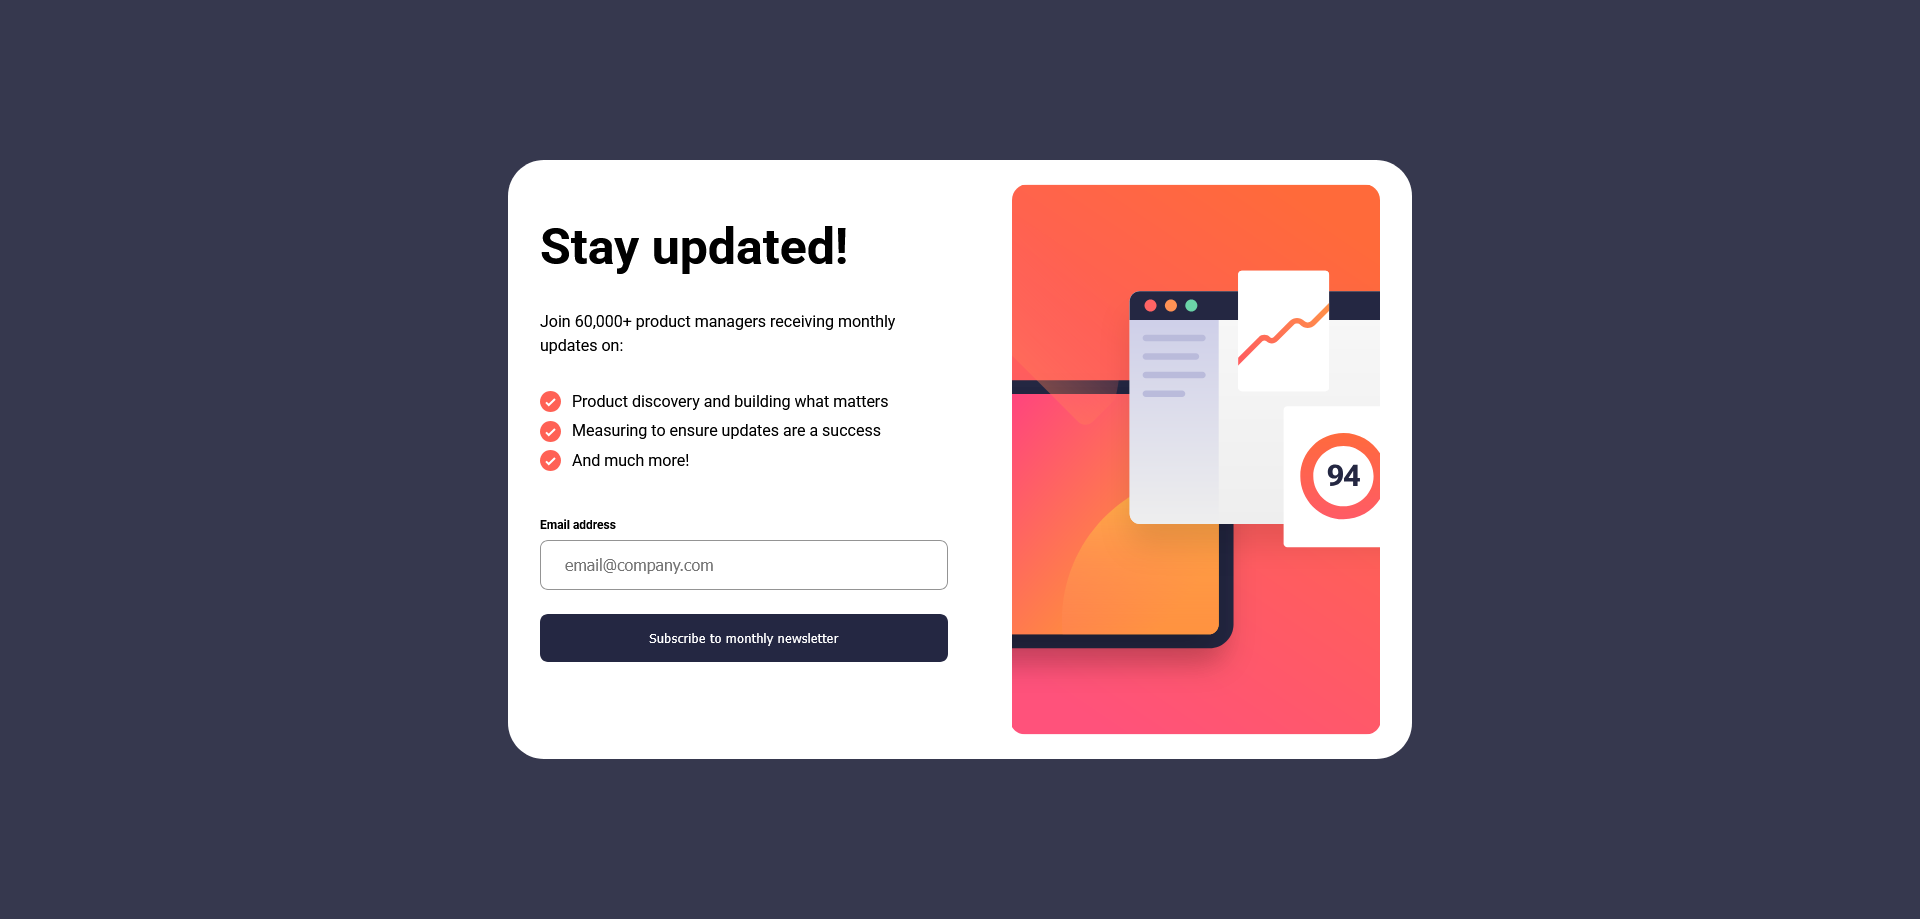 Stay updated!
Join 60,000+ product managers receiving monthly
updates on:
Product discovery and building what matters
Measuring to ensure updates are a success
And much more!
Email address
email@company.com
Subscribe to monthly newsletter
94